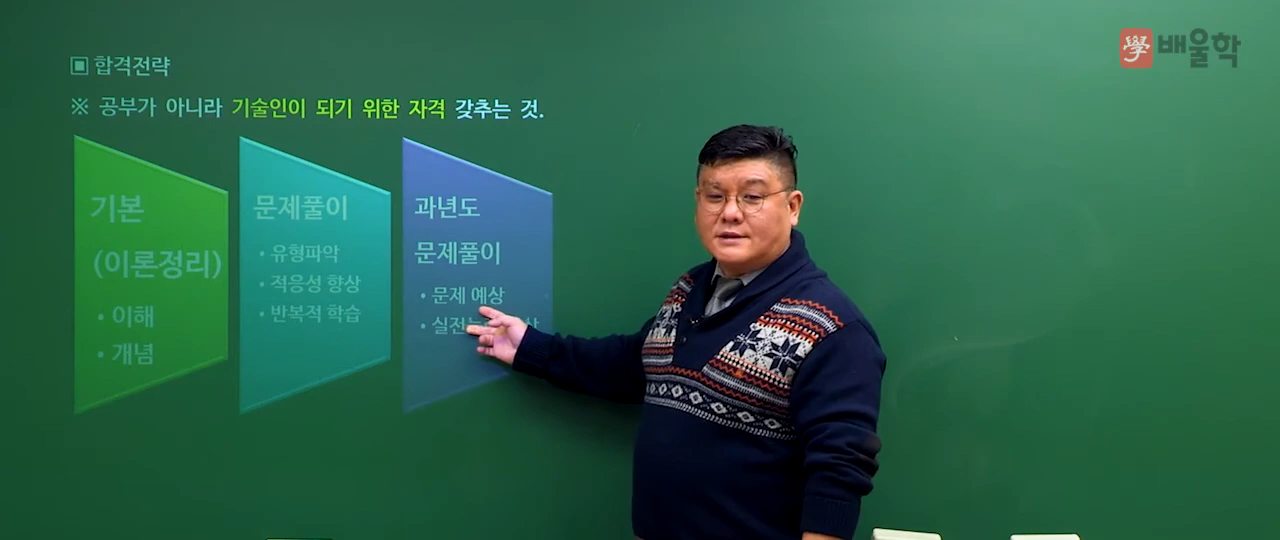 學 배울학
▣ 합격전략
※ 공부가 아니라 기술인이 되기 위한 자격 갖추는 것.
기본
(이론정리)
• 이해
• 개념
문제풀이
• 유형파악
• 적응성 향상
• 반복적 학습
과년도
문제풀이
• 문제 예상
• 실전